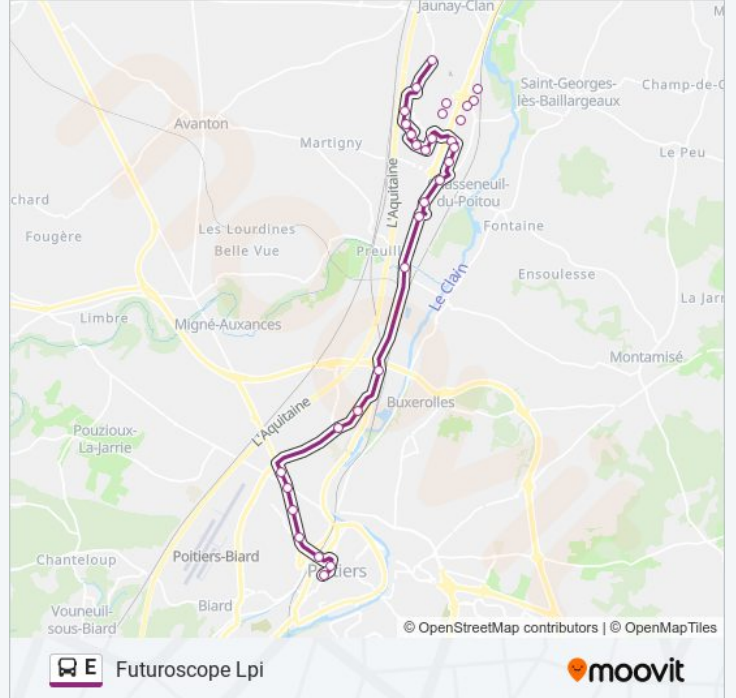 Jaunay-Clan
M
Saint-Georges-
lès-Baillargeaux
Champ-de-C
Avanton
Martigny
Le Peu
L'Aquitaine
asseneuil-
du-Poitou
chard
Fougère
Les Lourdines
Belle Vue
Preuill
Fontaine
Le Clain
Ensoulesse
La Jarr
Limbre
Migné-Auxances
Montamisé
L'Aquitaine
Buxerolles
Pouzioux-
La-Jarrie
Chanteloup
Poitiers-Biard
Poitiers
Biard
Vouneuil-
sous-Biard
© OpenStreetMap contributors | © OpenMapTiles
E Futuroscope Lpi
moovit